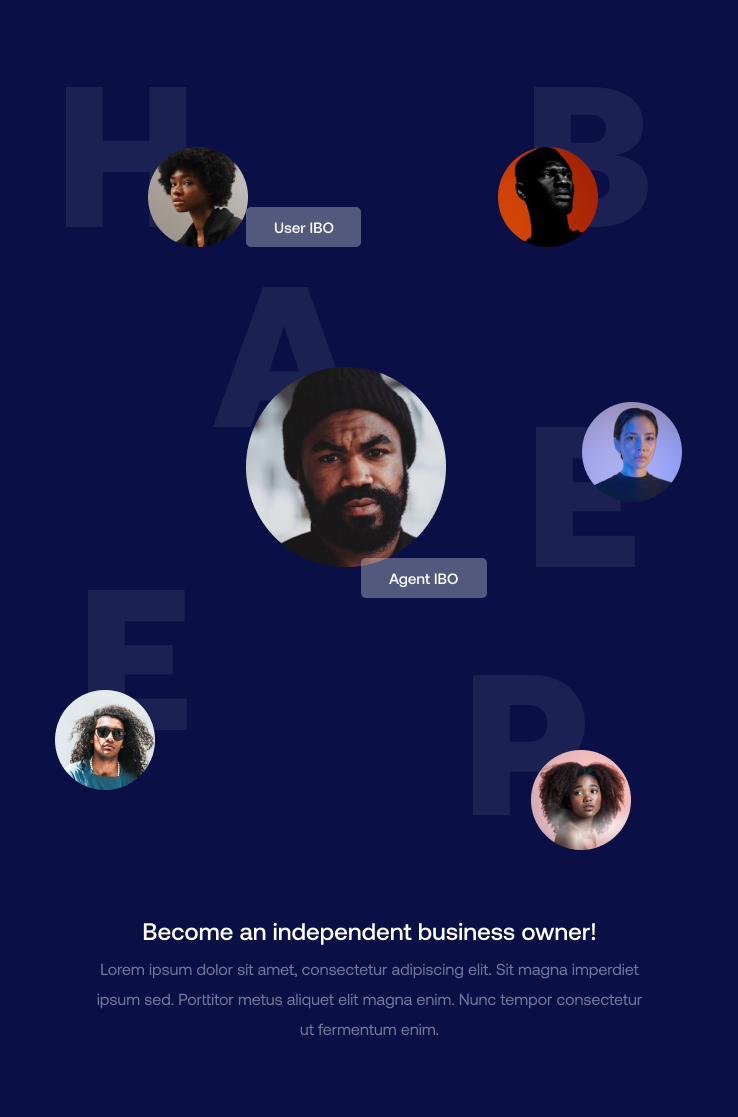 H
B
User IBO
A
E
Agent IBO
E
P
Become an independent business owner!
Lorem ipsum dolor sit amet, consectetur adipiscing elit. Sit magna imperdiet
ipsum sed. Porttitor metus aliquet elit magna enim. Nunc tempor consectetur
ut fermentum enim.